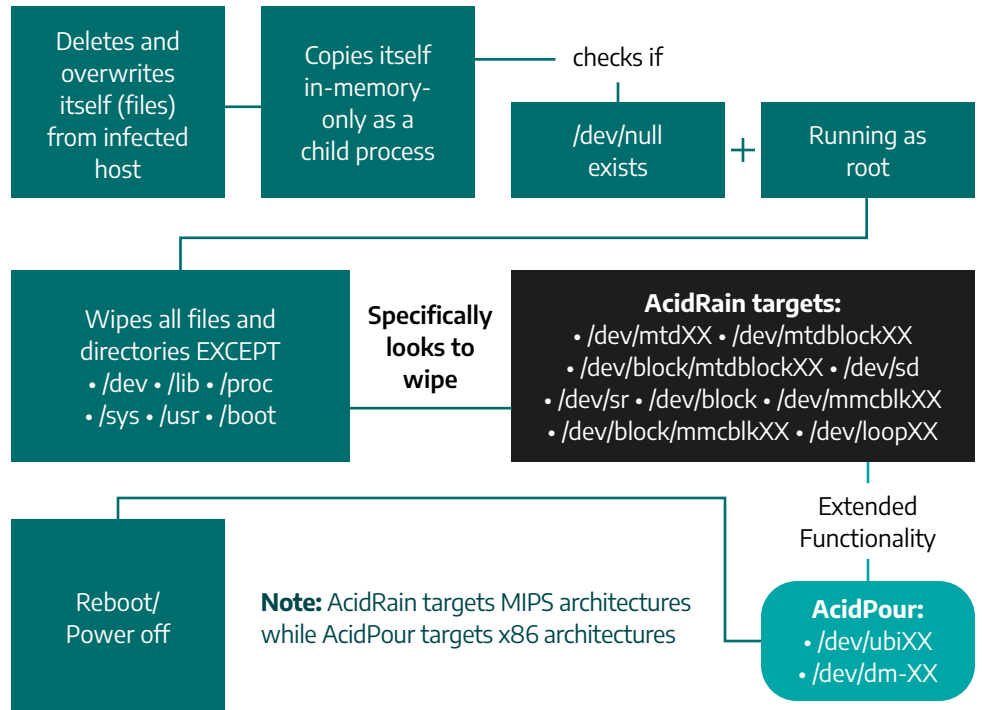 Deletes and
overwrites
itself (files)
from infected
host
Copies itself
in-memory-
only as a
child process
checks if
/dev/null
exists
+
Running as
root
Wipes all files and
directories EXCEPT
• /dev • /lib • /proc
• /sys • /usr • /boot
Specifically
looks to
wipe
AcidRain targets:
• /dev/mtdXX • /dev/mtdblockXX
• /dev/block/mtdblockXX • /dev/sd
• /dev/sr • /dev/block • /dev/mmcblkXX
• /dev/block/mmcblkXX • /dev/loopXX
Extended
Functionality
AcidPour:
• /dev/ubiXX
• /dev/dm-XX
Reboot/
Power off
Note: AcidRain targets MIPS architectures
while AcidPour targets x86 architectures